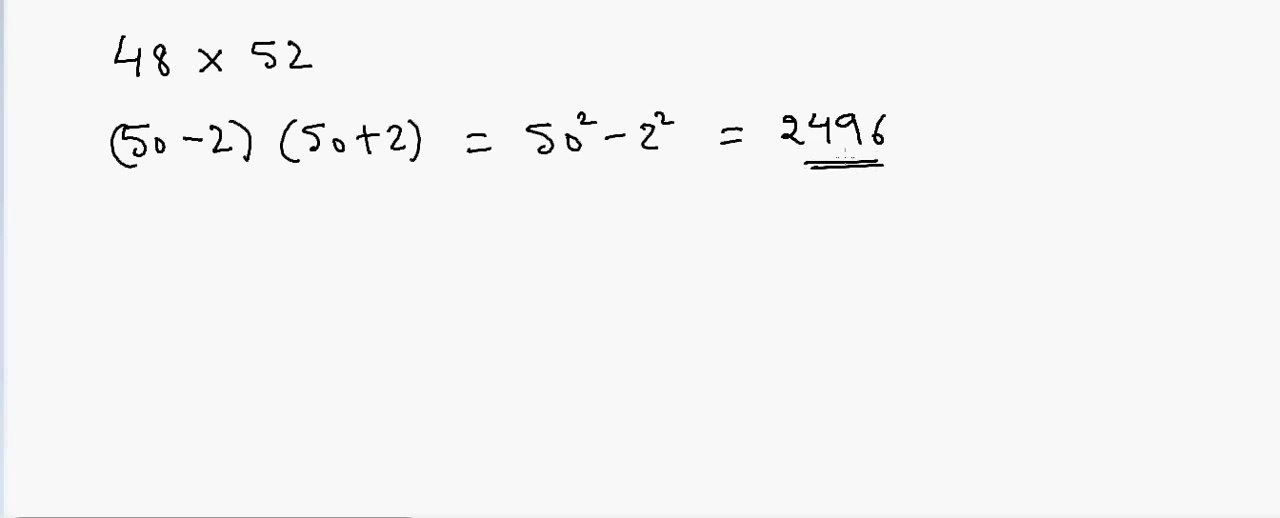 48 × 52
(50-2) (50+2) = 50² - 2² = 2496